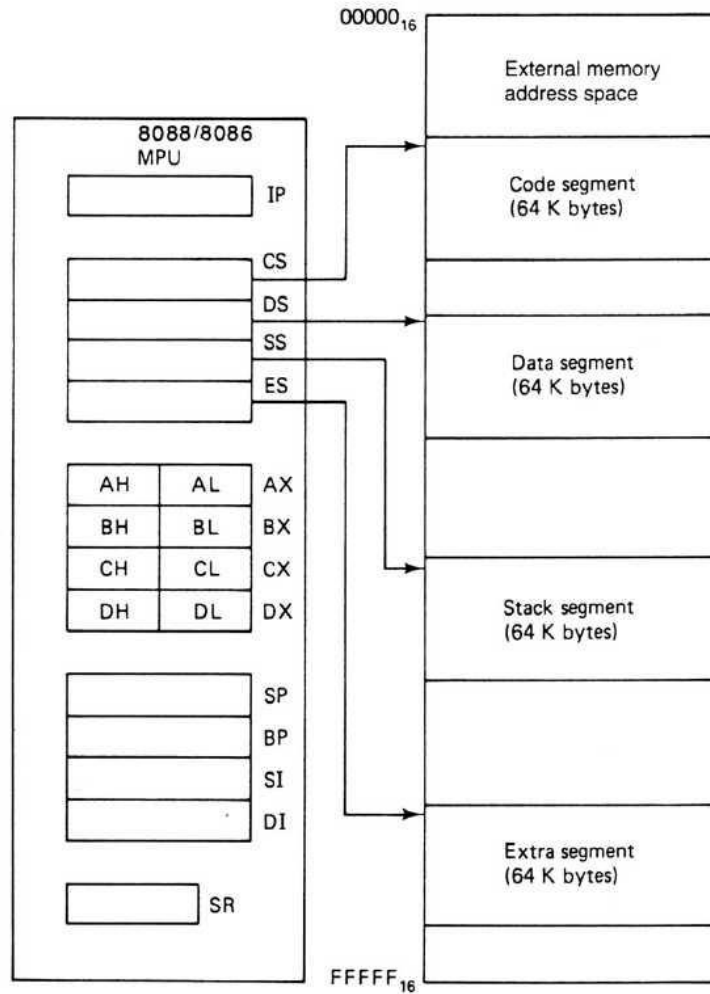 00000₁₆
External memory
address space
8088/8086
MPU
IP
Code segment
(64 K bytes)
CS
DS
SS
ES
Data segment
(64 K bytes)
AH AL AX
BH BL BX
CH CL CX
DH DL DX
Stack segment
(64 K bytes)
SP
BP
SI
DI
Extra segment
(64 K bytes)
SR
FFFFF₁₆